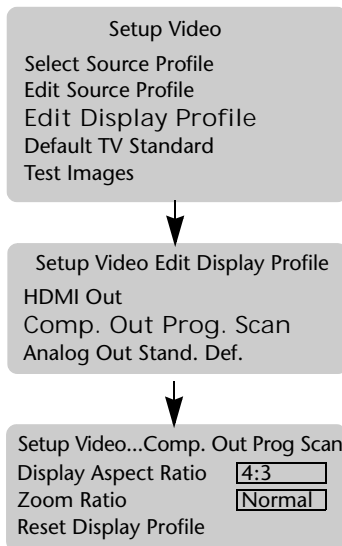 Setup Video
Select Source Profile
Edit Source Profile
Edit Display Profile
Default TV Standard
Test Images
Setup Video Edit Display Profile
HDMI Out
Comp. Out Prog. Scan
Analog Out Stand. Def.
Setup Video...Comp. Out Prog Scan
Display Aspect Ratio 4:3
Zoom Ratio Normal
Reset Display Profile